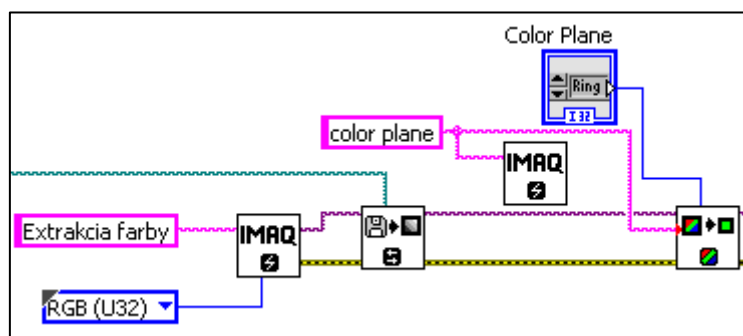 Color Plane
Ring
I32
color plane
IMAQ
Extrakcia farby
IMAQ
RGB (U32)